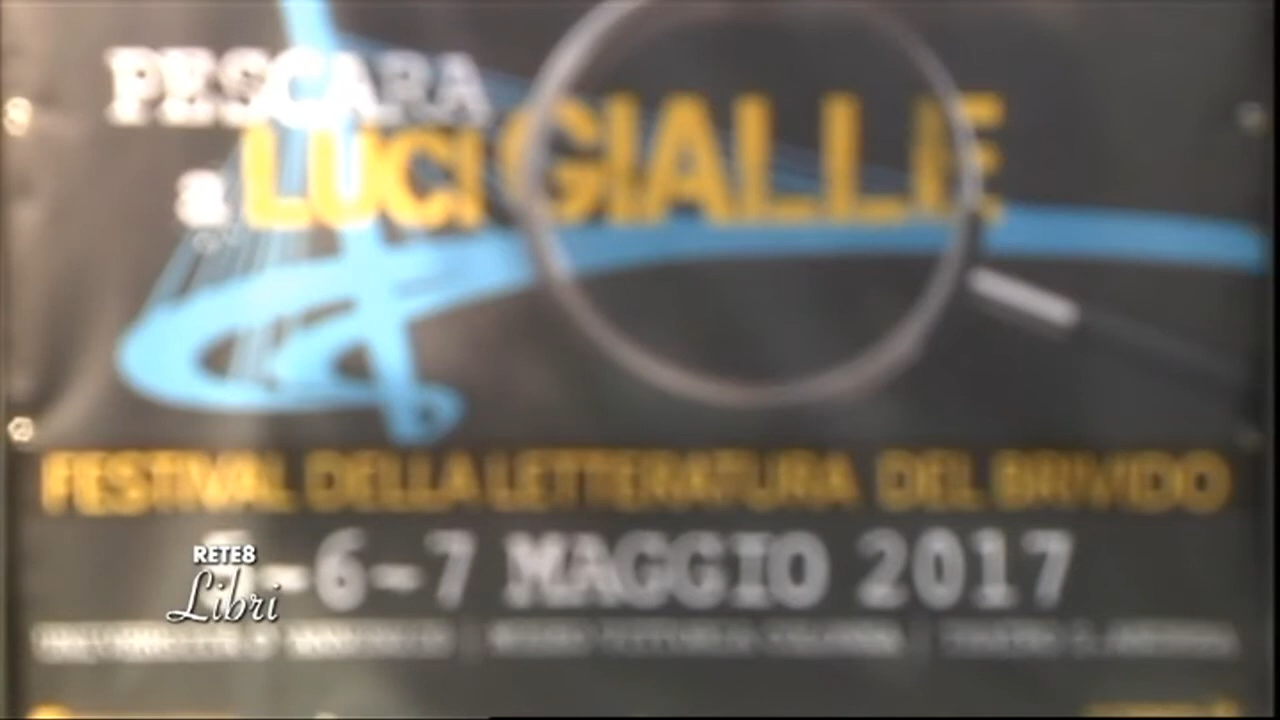 PESCARA
a LUCI GIALLE
FESTIVAL DELLA LETTERATURA DEL BRIVIDO
-6-7 MAGGIO 2017
RETE8
Libri